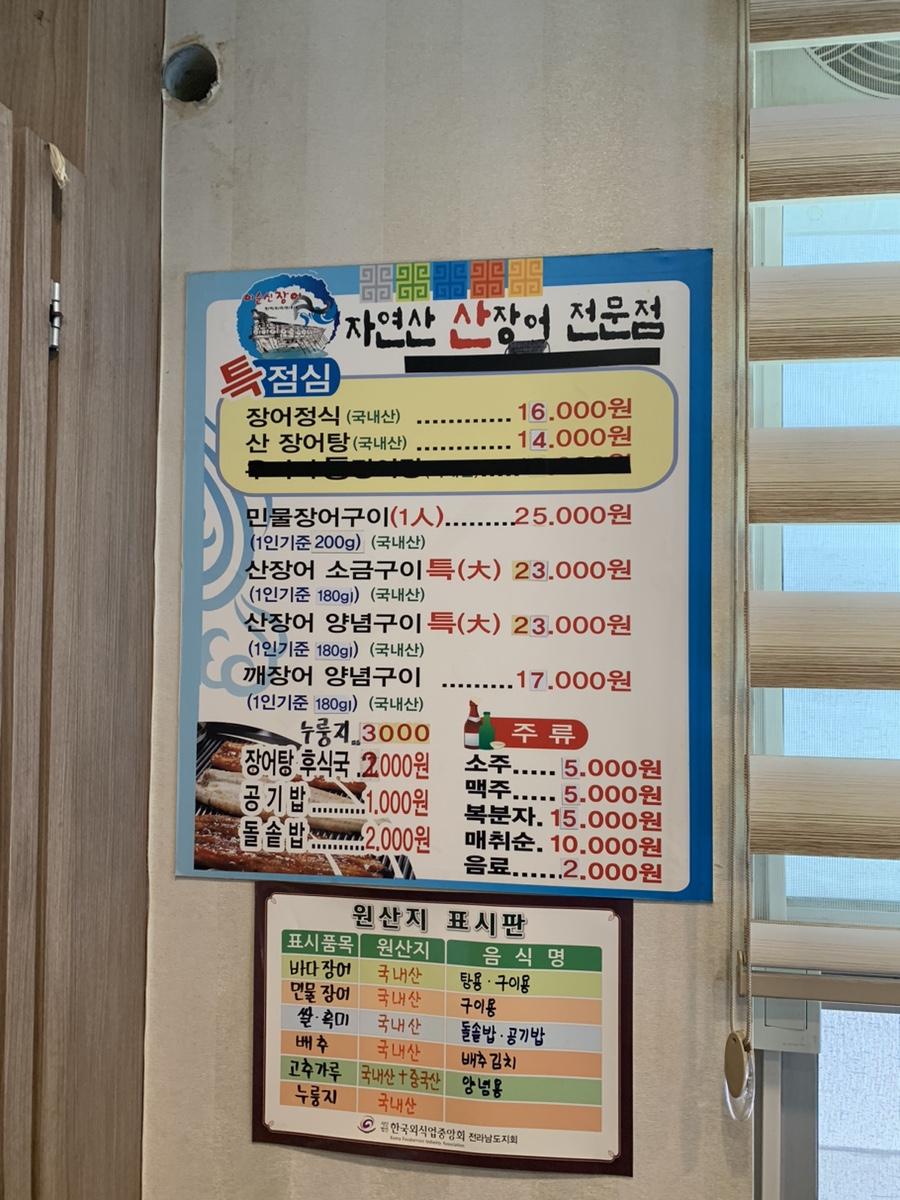 이순신장어
자연산 산장어 전문점
특점심
장어정식 (국내산) ............ 16.000원
산 장어탕 (국내산) ............ 14.000원
민물장어구이(1人).........25.000원
(1인기준 200g) (국내산)
산장어 소금구이 특(大) 23.000원
(1인기준 180g) (국내산)
산장어 양념구이 특(大) 23.000원
(1인기준 180g) (국내산)
깨장어 양념구이 .........17.000원
(1인기준 180g) (국내산)
누룽지..3000
장어탕 후식국 .2.000원
공기밥..........1.000원
돌솥밥..........2.000원
주류
소주..... 5.000원
맥주..... 5.000원
복분자. 15.000원
매취순. 10.000원
음료......2.000원
원산지 표시판
표시품목 원산지 음식명
바다장어 국내산 탕용·구이용
민물장어 국내산 구이용
쌀·흑미 국내산 돌솥밥·공기밥
배추 국내산 배추김치
고추가루 국내산+중국산 양념용
누룽지 국내산
한국외식업중앙회 전라남도지회
Korea Foodservice Industry Association